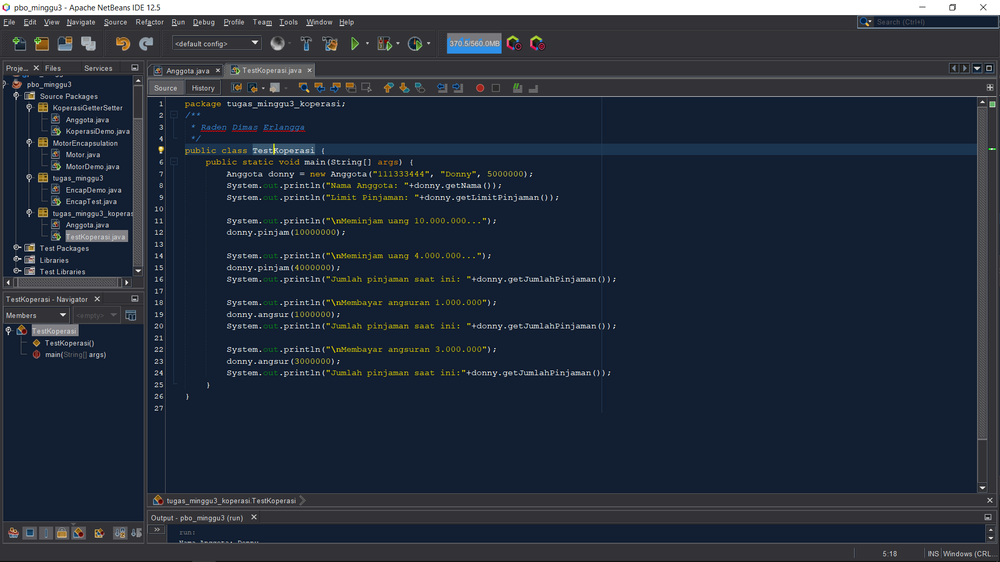 pbo_minggu3 - Apache NetBeans IDE 12.5
File Edit View Navigate Source Refactor Run Debug Profile Team Tools Window Help
Search (Ctrl+I)
<default config>
370.5/560.0MB
Proje... Files Services
pbo_minggu3
Source Packages
KoperasiGetterSetter
Anggota.java
KoperasiDemo.java
MotorEncapsulation
Motor.java
MotorDemo.java
tugas_minggu3
EncapDemo.java
EncapTest.java
tugas_minggu3_koperas
Anggota.java
TestKoperasi.java
Test Packages
Libraries
Test Libraries
TestKoperasi - Navigator
Members <empty>
TestKoperasi
TestKoperasi()
main(String[] args)
Anggota.java TestKoperasi.java
Source History
1 package tugas_minggu3_koperasi;
2 /**
3 * Raden Dimas Erlangga
4 */
public class TestKoperasi {
6 public static void main(String[] args) {
7 Anggota donny = new Anggota("111333444", "Donny", 5000000);
8 System.out.println("Nama Anggota: "+donny.getNama());
9 System.out.println("Limit Pinjaman: "+donny.getLimitPinjaman());
10
11 System.out.println("\nMeminjam uang 10.000.000...");
12 donny.pinjam(10000000);
13
14 System.out.println("\nMeminjam uang 4.000.000...");
15 donny.pinjam(4000000);
16 System.out.println("Jumlah pinjaman saat ini: "+donny.getJumlahPinjaman());
17
18 System.out.println("\nMembayar angsuran 1.000.000");
19 donny.angsur(1000000);
20 System.out.println("Jumlah pinjaman saat ini: "+donny.getJumlahPinjaman());
21
22 System.out.println("\nMembayar angsuran 3.000.000");
23 donny.angsur(3000000);
24 System.out.println("Jumlah pinjaman saat ini:"+donny.getJumlahPinjaman());
25 }
26 }
27
tugas_minggu3_koperasi.TestKoperasi
Output - pbo_minggu3 (run)
run:
Nama Anggota: Donny
5:18 INS Windows (CRL...